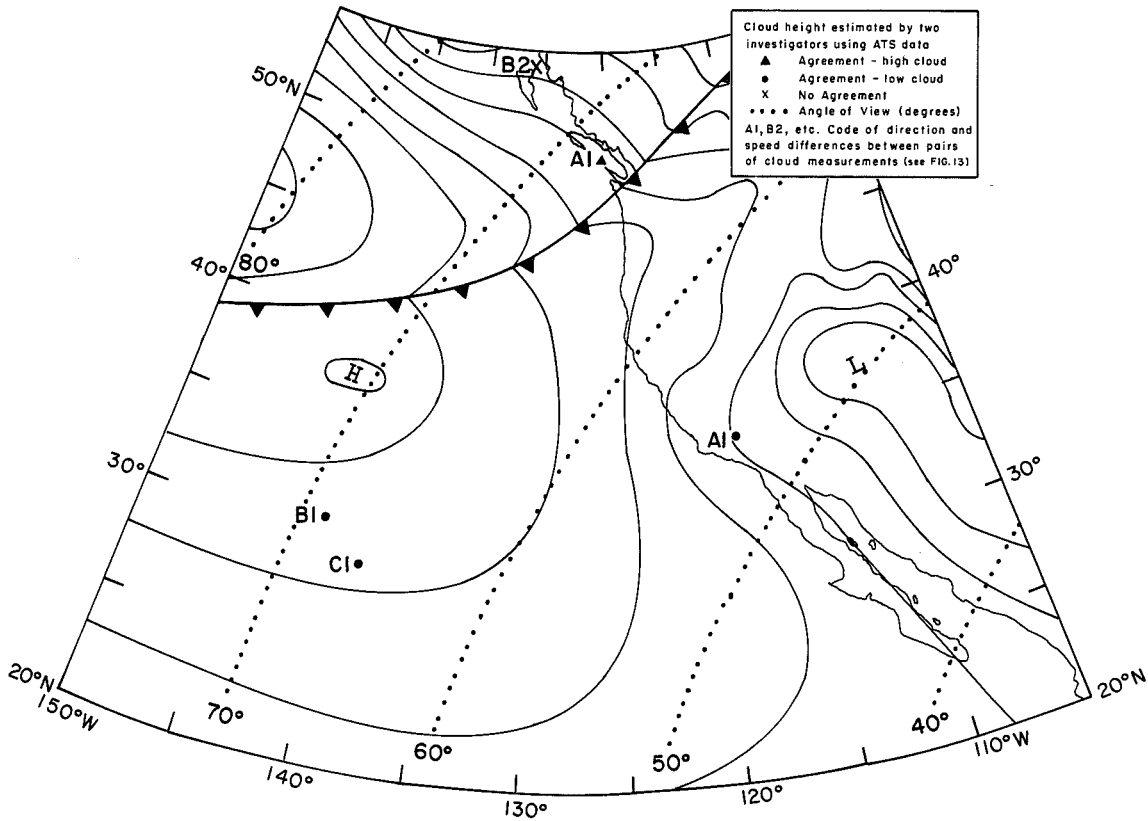 Cloud height estimated by two
investigators using ATS data
▲ Agreement - high cloud
● Agreement - low cloud
X No Agreement
• • • • Angle of View (degrees)
A1, B2, etc. Code of direction and
speed differences between pairs
of cloud measurements (see FIG. 13)
B2X
50°N
A1
40° 80°
40°
H
L
A1
30°
30°
B1
C1
20°N
150°W
70°
60°
50°
40°
20°N
110°W
140°
130°
120°